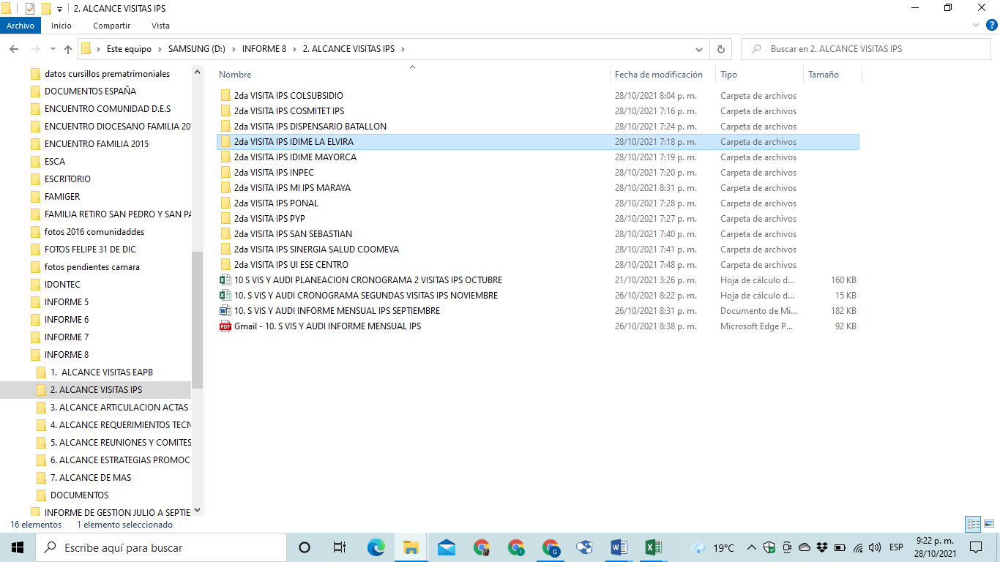 2. ALCANCE VISITAS IPS
Archivo Inicio Compartir Vista
Este equipo SAMSUNG (D:) INFORME 8 2. ALCANCE VISITAS IPS
Buscar en 2. ALCANCE VISITAS IPS
datos cursillos prematrimoniales
DOCUMENTOS ESPAÑA
ENCUENTRO COMUNIDAD D.E.S
ENCUENTRO DIOCESANO FAMILIA 20
ENCUENTRO FAMILIA 2015
ESCA
ESCRITORIO
FAMIGER
FAMILIA RETIRO SAN PEDRO Y SAN PA
fotos 2016 comunidaddes
FOTOS FELIPE 31 DE DIC
fotos pendientes camara
IDONTEC
INFORME 5
INFORME 6
INFORME 7
INFORME 8
1. ALCANCE VISITAS EAPB
2. ALCANCE VISITAS IPS
3. ALCANCE ARTICULACION ACTAS
4. ALCANCE REQUERIMIENTOS TECN
5. ALCANCE REUNIONES Y COMITES
6. ALCANCE ESTRATEGIAS PROMOC
7. ALCANCE DE MAS
DOCUMENTOS
INFORME DE GESTION JULIO A SEPTIE
Nombre Fecha de modificación Tipo Tamaño
2da VISITA IPS COLSUBSIDIO 28/10/2021 8:04 p. m. Carpeta de archivos
2da VISITA IPS COSMITET IPS 28/10/2021 7:16 p. m. Carpeta de archivos
2da VISITA IPS DISPENSARIO BATALLON 28/10/2021 7:24 p. m. Carpeta de archivos
2da VISITA IPS IDIME LA ELVIRA 28/10/2021 7:18 p. m. Carpeta de archivos
2da VISITA IPS IDIME MAYORCA 28/10/2021 7:19 p. m. Carpeta de archivos
2da VISITA IPS INPEC 28/10/2021 7:20 p. m. Carpeta de archivos
2da VISITA IPS MI IPS MARAYA 28/10/2021 8:31 p. m. Carpeta de archivos
2da VISITA IPS PONAL 28/10/2021 7:28 p. m. Carpeta de archivos
2da VISITA IPS PYP 28/10/2021 7:27 p. m. Carpeta de archivos
2da VISITA IPS SAN SEBASTIAN 28/10/2021 7:40 p. m. Carpeta de archivos
2da VISITA IPS SINERGIA SALUD COOMEVA 28/10/2021 7:41 p. m. Carpeta de archivos
2da VISITA IPS UI ESE CENTRO 28/10/2021 7:48 p. m. Carpeta de archivos
10 S VIS Y AUDI PLANEACION CRONOGRAMA 2 VISITAS IPS OCTUBRE 21/10/2021 3:26 p. m. Hoja de cálculo d... 160 KB
10. S VIS Y AUDI CRONOGRAMA SEGUNDAS VISITAS IPS NOVIEMBRE 26/10/2021 8:22 p. m. Hoja de cálculo d... 15 KB
10. S VIS Y AUDI INFORME MENSUAL IPS SEPTIEMBRE 26/10/2021 8:31 p. m. Documento de Mi... 182 KB
Gmail - 10. S VIS Y AUDI INFORME MENSUAL IPS 26/10/2021 8:38 p. m. Microsoft Edge P... 92 KB
16 elementos 1 elemento seleccionado
Escribe aquí para buscar
19°C ESP 9:22 p. m.
28/10/2021